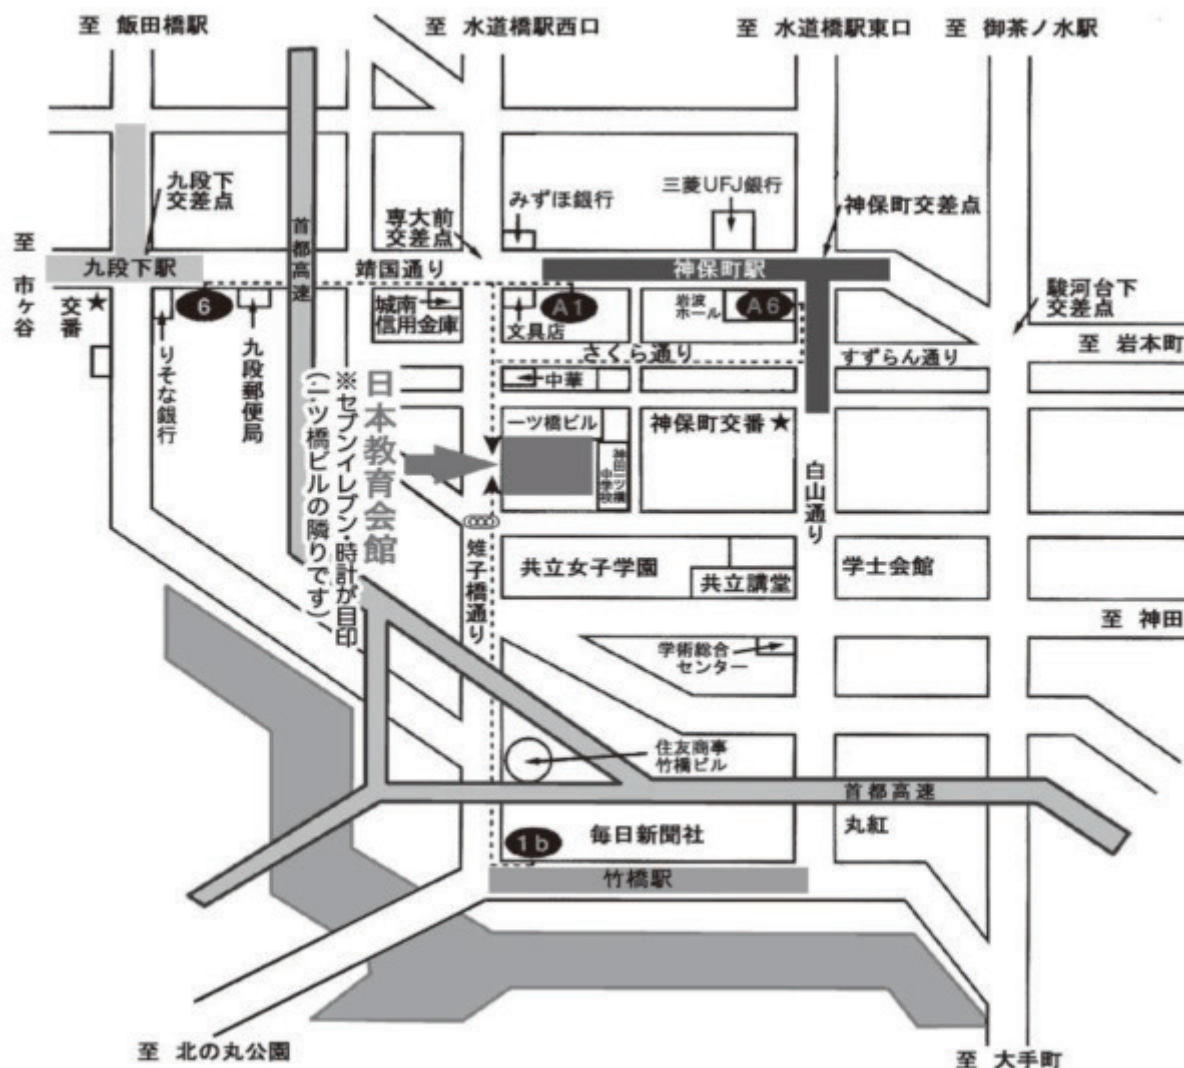 至 飯田橋駅
至 水道橋駅西口
至 水道橋駅東口
至 御茶ノ水駅
九段下
交差点
首都高速
専大前
交差点
みずほ銀行
三菱UFJ銀行
神保町交差点
至 市ヶ谷
九段下駅
靖国通り
神保町駅
駿河台下
交差点
交番★
6
城南
信用金庫
文具店
A1
岩波
ホール
A6
至 岩本町
りそな銀行
九段郵便局
さくら通り
すずらん通り
中華
日本教育会館
※セブンイレブン・時計が目印
(一ツ橋ビルの隣りです)
一ツ橋ビル
神田一ツ橋
中学校
神保町交番★
白山通り
雉子橋通り
共立女子学園
共立講堂
学士会館
至 神田
学術総合
センター
住友商事
竹橋ビル
首都高速
丸紅
1b
毎日新聞社
竹橋駅
至 北の丸公園
至 大手町